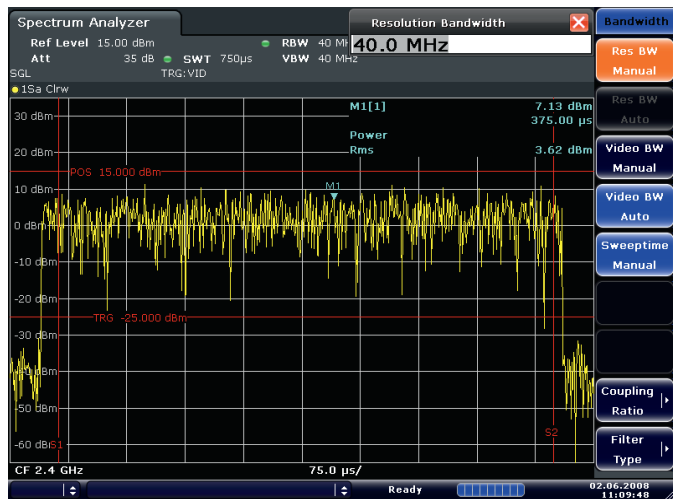 Spectrum Analyzer
Resolution Bandwidth
40.0 MHz
Ref Level 15.00 dBm RBW 40 MH
Att 35 dB SWT 750µs VBW 40 MHz
SGL TRG:VID
1Sa Clrw
M1[1] 7.13 dBm
375.00 µs
Power
Rms 3.62 dBm
30 dBm
20 dBm
POS 15.000 dBm
10 dBm
M1
0 dBm
-10 dBm
-20 dBm
TRG -25.000 dBm
-30 dBm
-40 dBm
-50 dBm
-60 dBm
S1
S2
CF 2.4 GHz 75.0 µs/
Ready
02.06.2008
11:09:48
Bandwidth
Res BW
Manual
Res BW
Auto
Video BW
Manual
Video BW
Auto
Sweeptime
Manual
Coupling
Ratio
Filter
Type